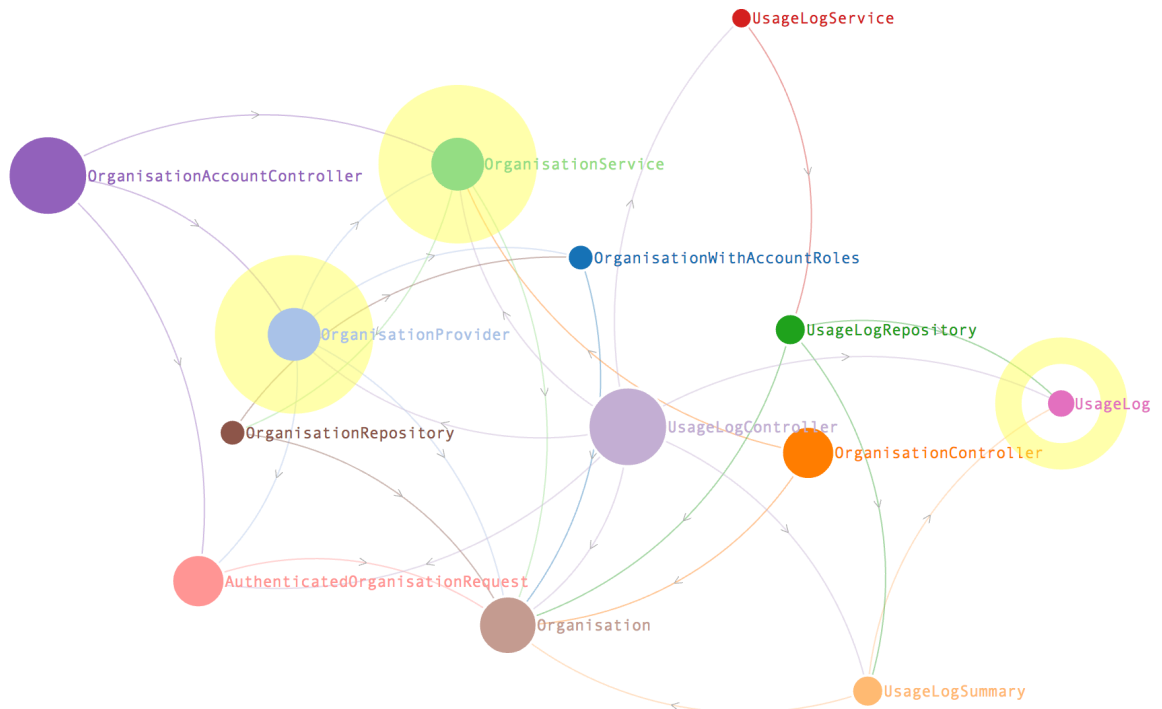 UsageLogService
OrganisationService
OrganisationAccountController
OrganisationWithAccountRoles
UsageLogRepository
OrganisationProvider
UsageLog
UsageLogController
OrganisationRepository
OrganisationController
AuthenticatedOrganisationRequest
Organisation
UsageLogSummary